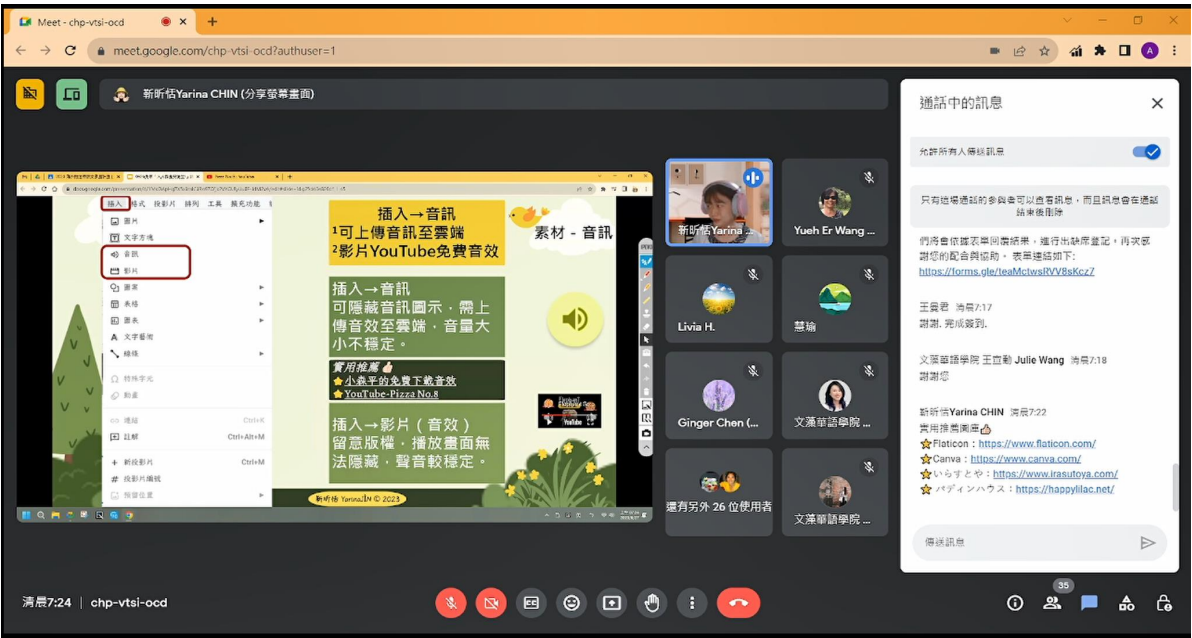 Meet - chp-vtsi-ocd
meet.google.com/chp-vtsi-ocd?authuser=1
A
新昕恬Yarina CHIN (分享螢幕畫面)
插入 格式 投影片 排列 工具 擴充功能
圖片
文字方塊
音訊
影片
圖案
表格
圖表
文字藝術
線條
特殊字元
動畫
連結 Ctrl+K
註解 Ctrl+Alt+M
新投影片 Ctrl+M
投影片編號
預留位置
插入→音訊
1可上傳音訊至雲端
2影片YouTube免費音效
素材 - 音訊
插入→音訊
可隱藏音訊圖示，需上
傳音效至雲端，音量大
小不穩定。
實用推薦👍
⭐小森平的免費下載音效
⭐YouTube-Pizza No.8
插入→影片（音效）
留意版權，播放畫面無
法隱藏，聲音較穩定。
YouTube
© 2023
新昕恬Yarina ...
Yueh Er Wang ...
Livia H.
慧瑜
Ginger Chen (...
文藻華語學院 ...
還有另外 26 位使用者
文藻華語學院 ...
通話中的訊息
允許所有人傳送訊息
只有這場通話的參與者可以查看訊息，而且訊息會在通話
結束後刪除
們將會依據表單回覆結果，進行出缺席登記，再次感
謝您的配合與協助。 表單連結如下:
https://forms.gle/teaMctwsRVV8sKcz7
王曼君 清晨7:17
謝謝, 完成簽到.
文藻華語學院 王宣勤 Julie Wang 清晨7:18
謝謝您
新昕恬Yarina CHIN 清晨7:22
實用推薦圖庫👍
⭐Flaticon：https://www.flaticon.com/
⭐Canva：https://www.canva.com/
⭐いらすとや：https://www.irasutoya.com/
⭐パディンハウス：https://happylilac.net/
傳送訊息
清晨7:24 | chp-vtsi-ocd
35